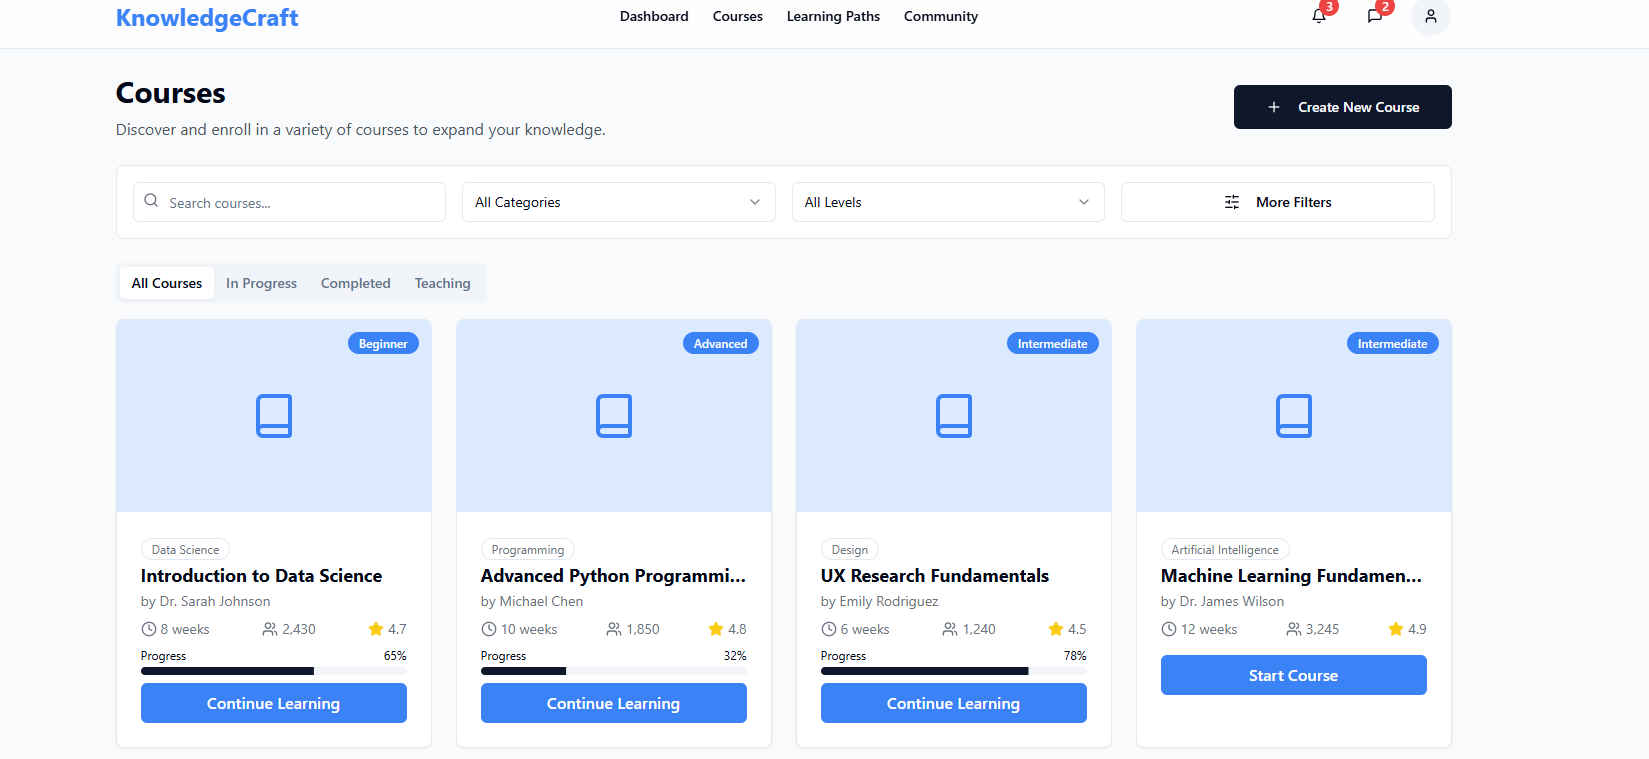 KnowledgeCraft
Dashboard Courses Learning Paths Community
3 2
Courses
Discover and enroll in a variety of courses to expand your knowledge.
+ Create New Course
Search courses...
All Categories
All Levels
More Filters
All Courses In Progress Completed Teaching
Beginner
Data Science
Introduction to Data Science
by Dr. Sarah Johnson
8 weeks 2,430 4.7
Progress 65%
Continue Learning
Advanced
Programming
Advanced Python Programmi...
by Michael Chen
10 weeks 1,850 4.8
Progress 32%
Continue Learning
Intermediate
Design
UX Research Fundamentals
by Emily Rodriguez
6 weeks 1,240 4.5
Progress 78%
Continue Learning
Intermediate
Artificial Intelligence
Machine Learning Fundamen...
by Dr. James Wilson
12 weeks 3,245 4.9
Start Course